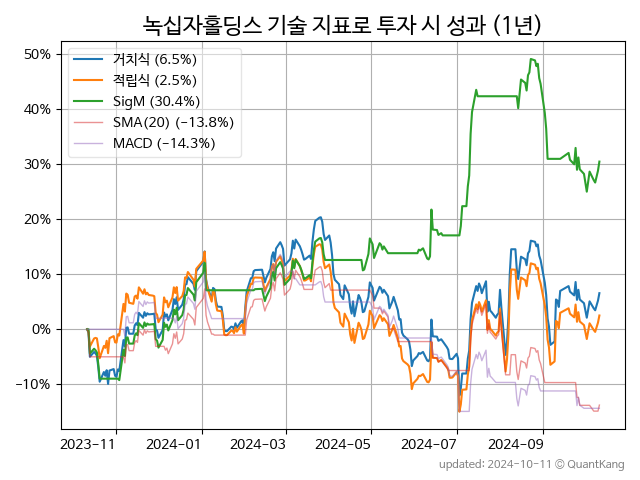 녹십자홀딩스 기술 지표로 투자 시 성과 (1년)
거치식 (6.5%)
적립식 (2.5%)
SigM (30.4%)
SMA(20) (-13.8%)
MACD (-14.3%)
50%
40%
30%
20%
10%
0%
-10%
2023-11 2024-01 2024-03 2024-05 2024-07 2024-09
updated: 2024-10-11 © QuantKang